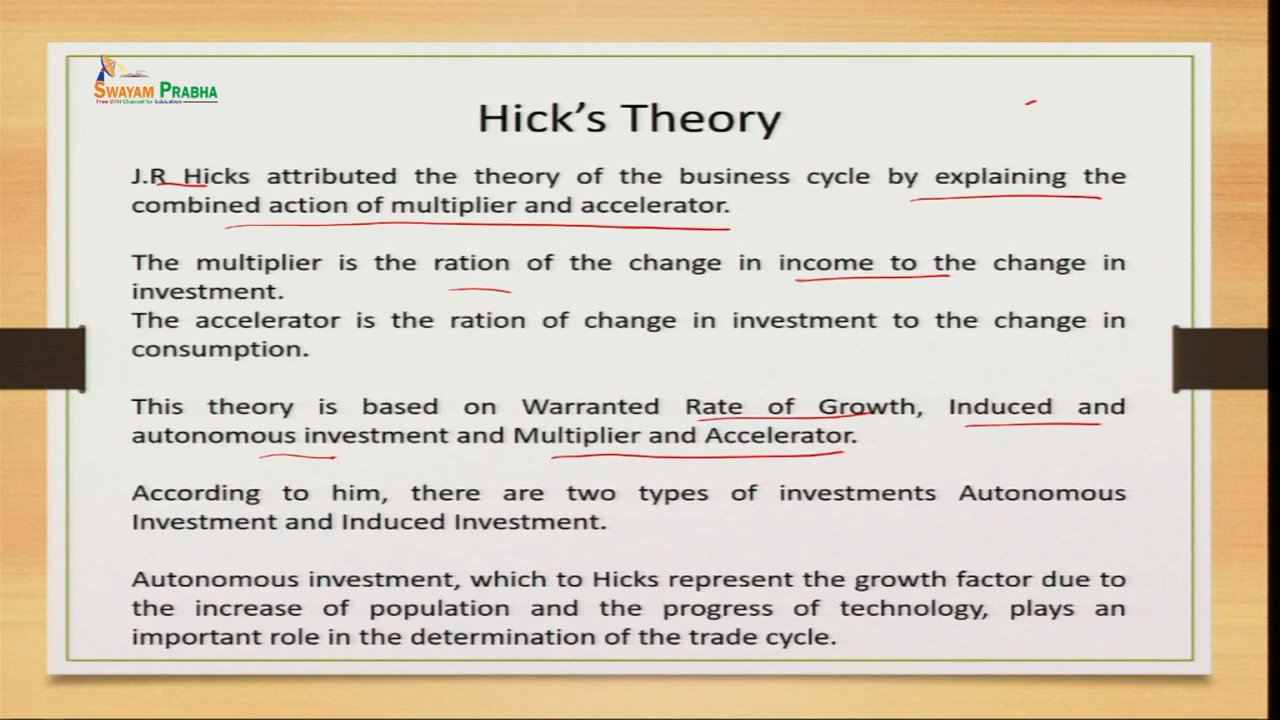 SWAYAM PRABHA
Free DTH Channel for Education
Hick's Theory
J.R Hicks attributed the theory of the business cycle by explaining the
combined action of multiplier and accelerator.
The multiplier is the ration of the change in income to the change in
investment.
The accelerator is the ration of change in investment to the change in
consumption.
This theory is based on Warranted Rate of Growth, Induced and
autonomous investment and Multiplier and Accelerator.
According to him, there are two types of investments Autonomous
Investment and Induced Investment.
Autonomous investment, which to Hicks represent the growth factor due to
the increase of population and the progress of technology, plays an
important role in the determination of the trade cycle.